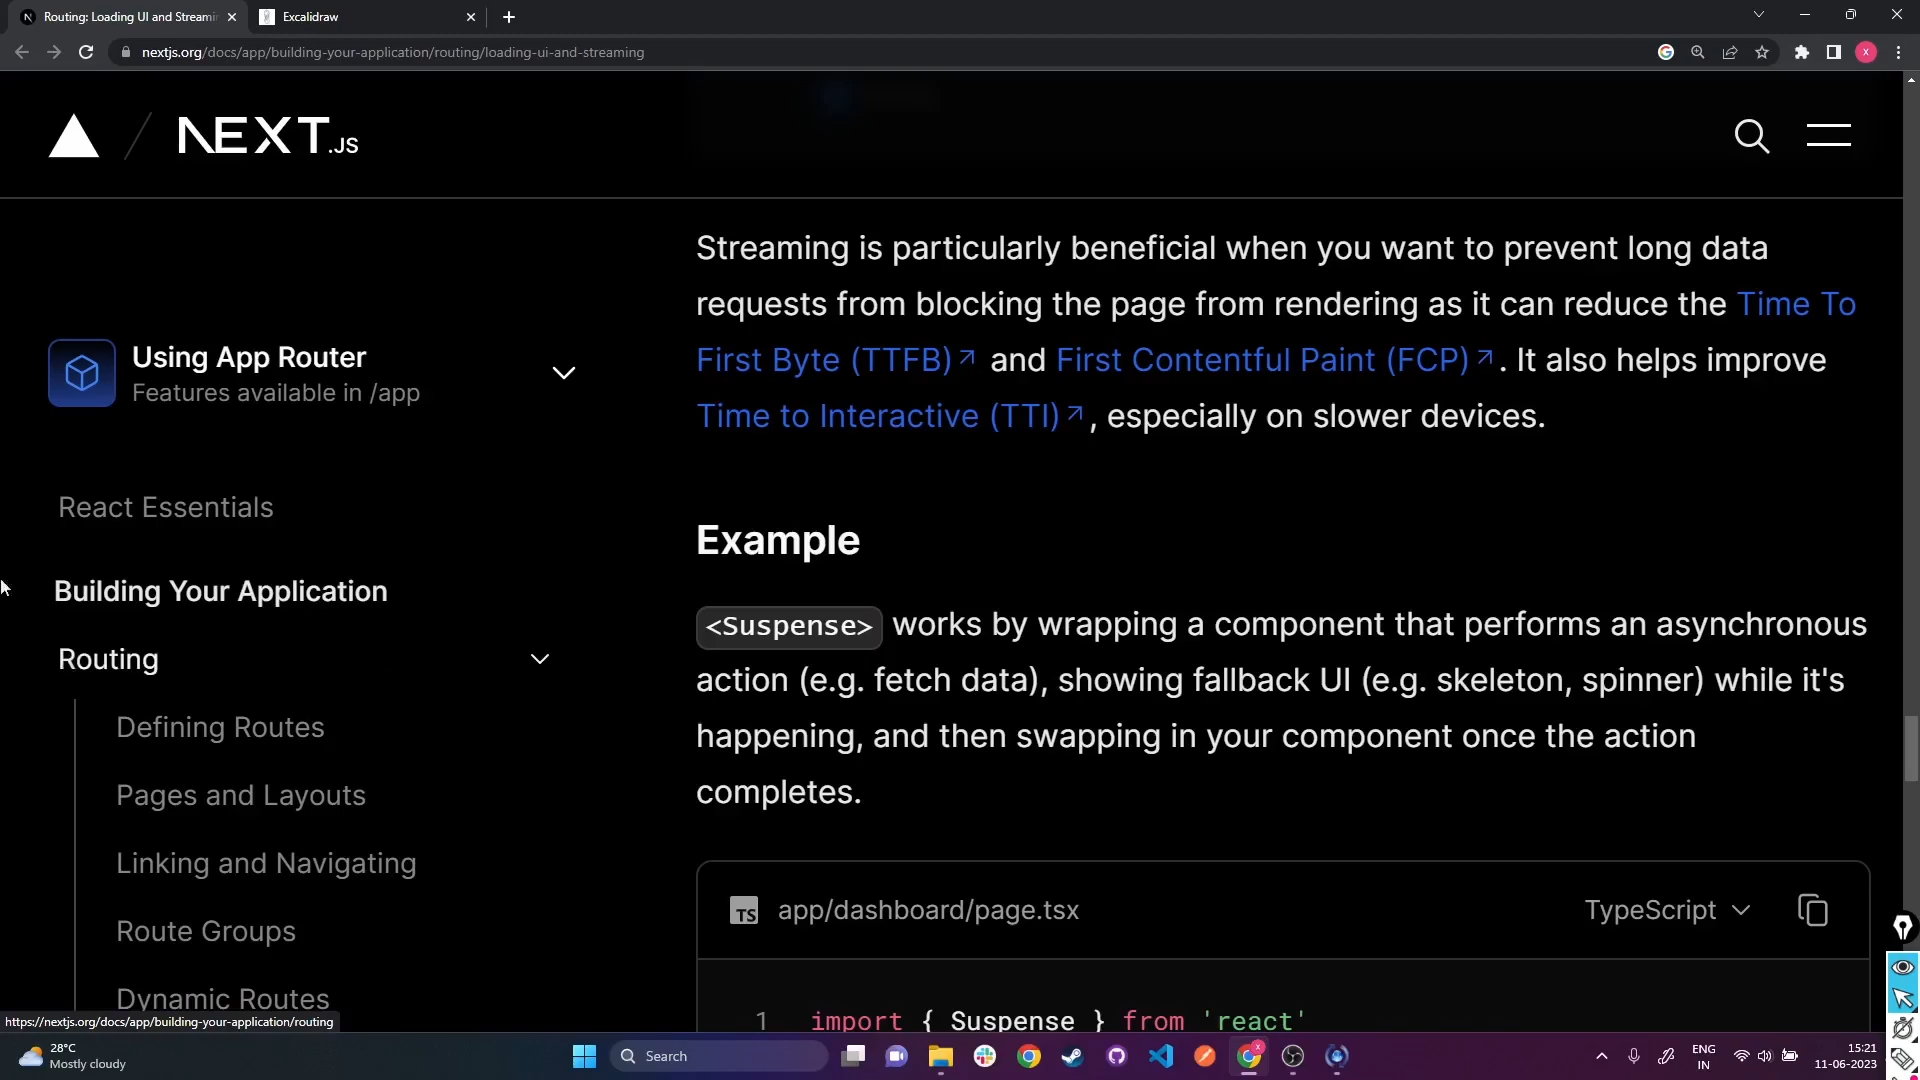 Routing: Loading UI and Streamin
Excalidraw
nextjs.org/docs/app/building-your-application/routing/loading-ui-and-streaming
x
NEXT.JS
Using App Router
Features available in /app
React Essentials
Building Your Application
Routing
Defining Routes
Pages and Layouts
Linking and Navigating
Route Groups
Dynamic Routes
https://nextjs.org/docs/app/building-your-application/routing
Streaming is particularly beneficial when you want to prevent long data
requests from blocking the page from rendering as it can reduce the Time To
First Byte (TTFB) and First Contentful Paint (FCP). It also helps improve
Time to Interactive (TTI), especially on slower devices.
Example
<Suspense> works by wrapping a component that performs an asynchronous
action (e.g. fetch data), showing fallback UI (e.g. skeleton, spinner) while it's
happening, and then swapping in your component once the action
completes.
TS app/dashboard/page.tsx
TypeScript
1 import { Suspense } from 'react'
28°C
Mostly cloudy
Search
ENG
IN
15:21
11-06-2023